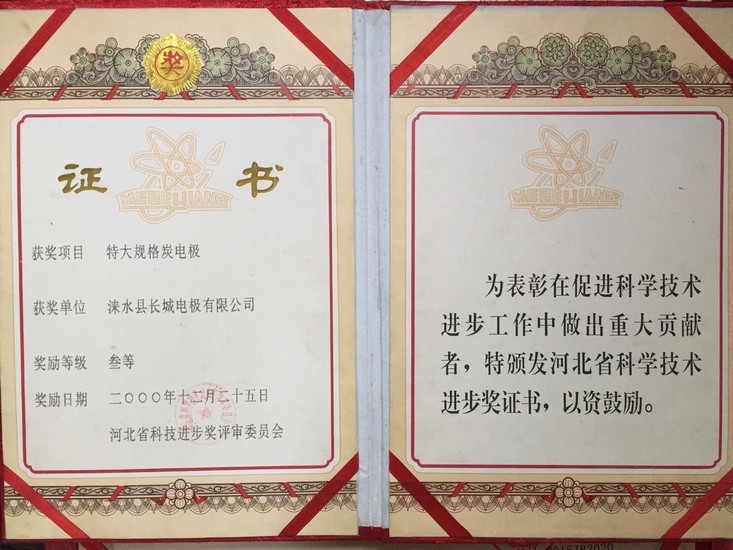 奖
证 书
HEBEIJIANG
获奖项目 特大规格炭电极
获奖单位 涞水县长城电极有限公司
奖励等级 叁等
奖励日期 二〇〇〇年十二月二十五日
河北省科技进步奖评审委员会
HEBEIJIANG
为表彰在促进科学技术
进步工作中做出重大贡献
者，特颁发河北省科学技术
进步奖证书，以资鼓励。